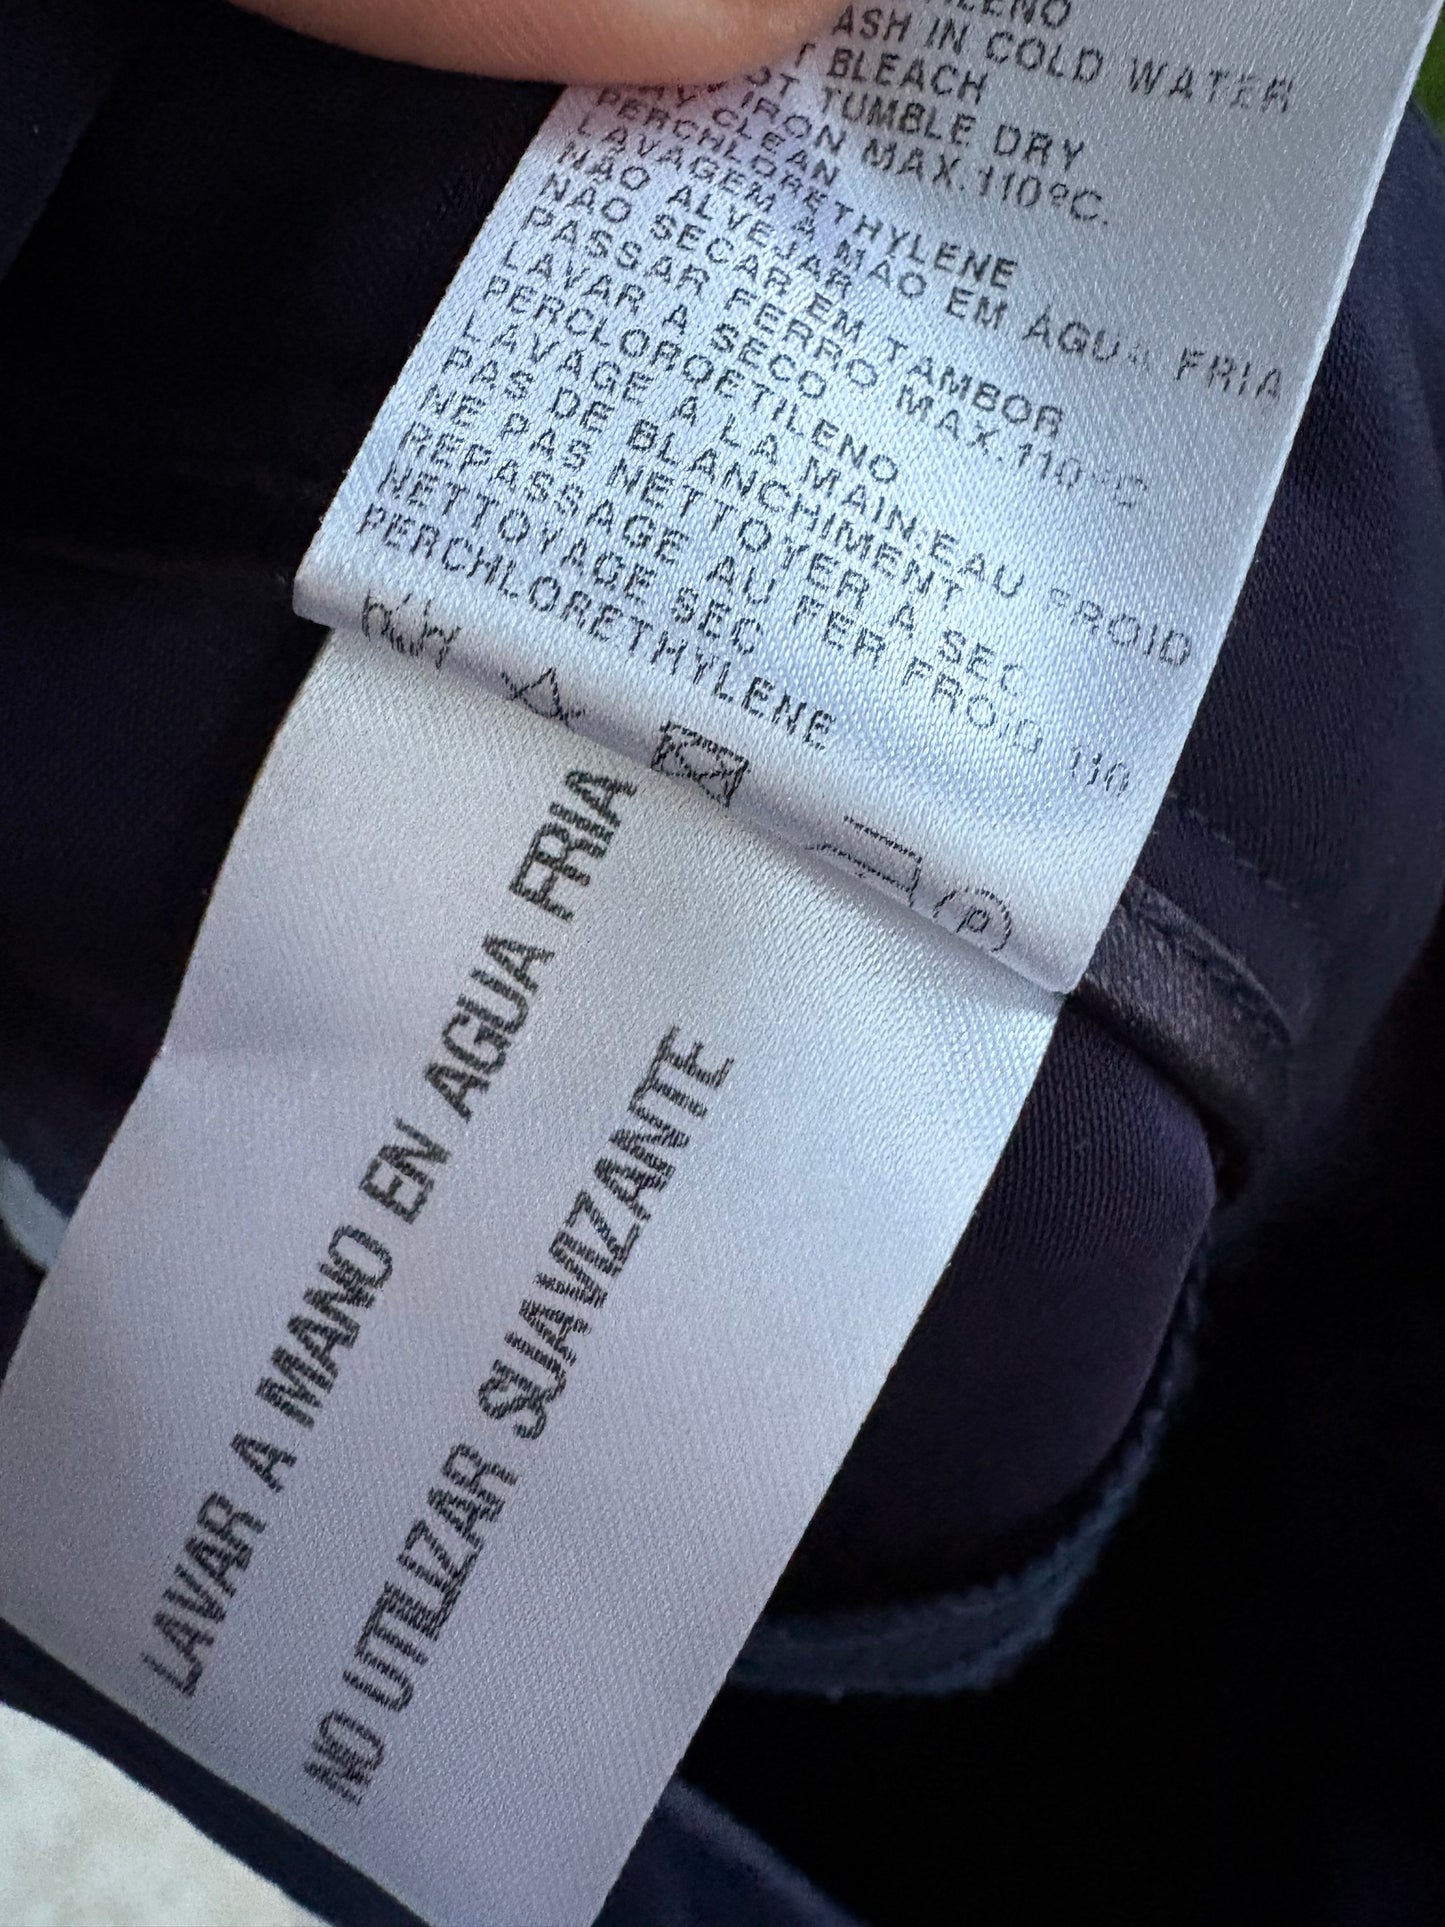 ASH IN COLD WATER
T BLEACH
OT TUMBLE DRY
IRON MAX.110ºC.
CLEAN
PERCHLORETHYLENE
LAVAGEM A MAO EM AGUA FRIA
NÃO ALVEJAR
NÃO SECAR EM TAMBOR
PASSAR FERRO MAX.110ºC
LAVAR A SECO
PERCLOROETILENO
LAVAGE A LA MAIN:EAU FROID
PAS DE BLANCHIMENT
NE PAS NETTOYER A SEC
REPASSAGE AU FER FROID 110
NETTOYAGE SEC
PERCHLORETHYLENE
P
LAVAR A MANO EN AGUA FRIA
NO UTILIZAR SUAVIZANTE